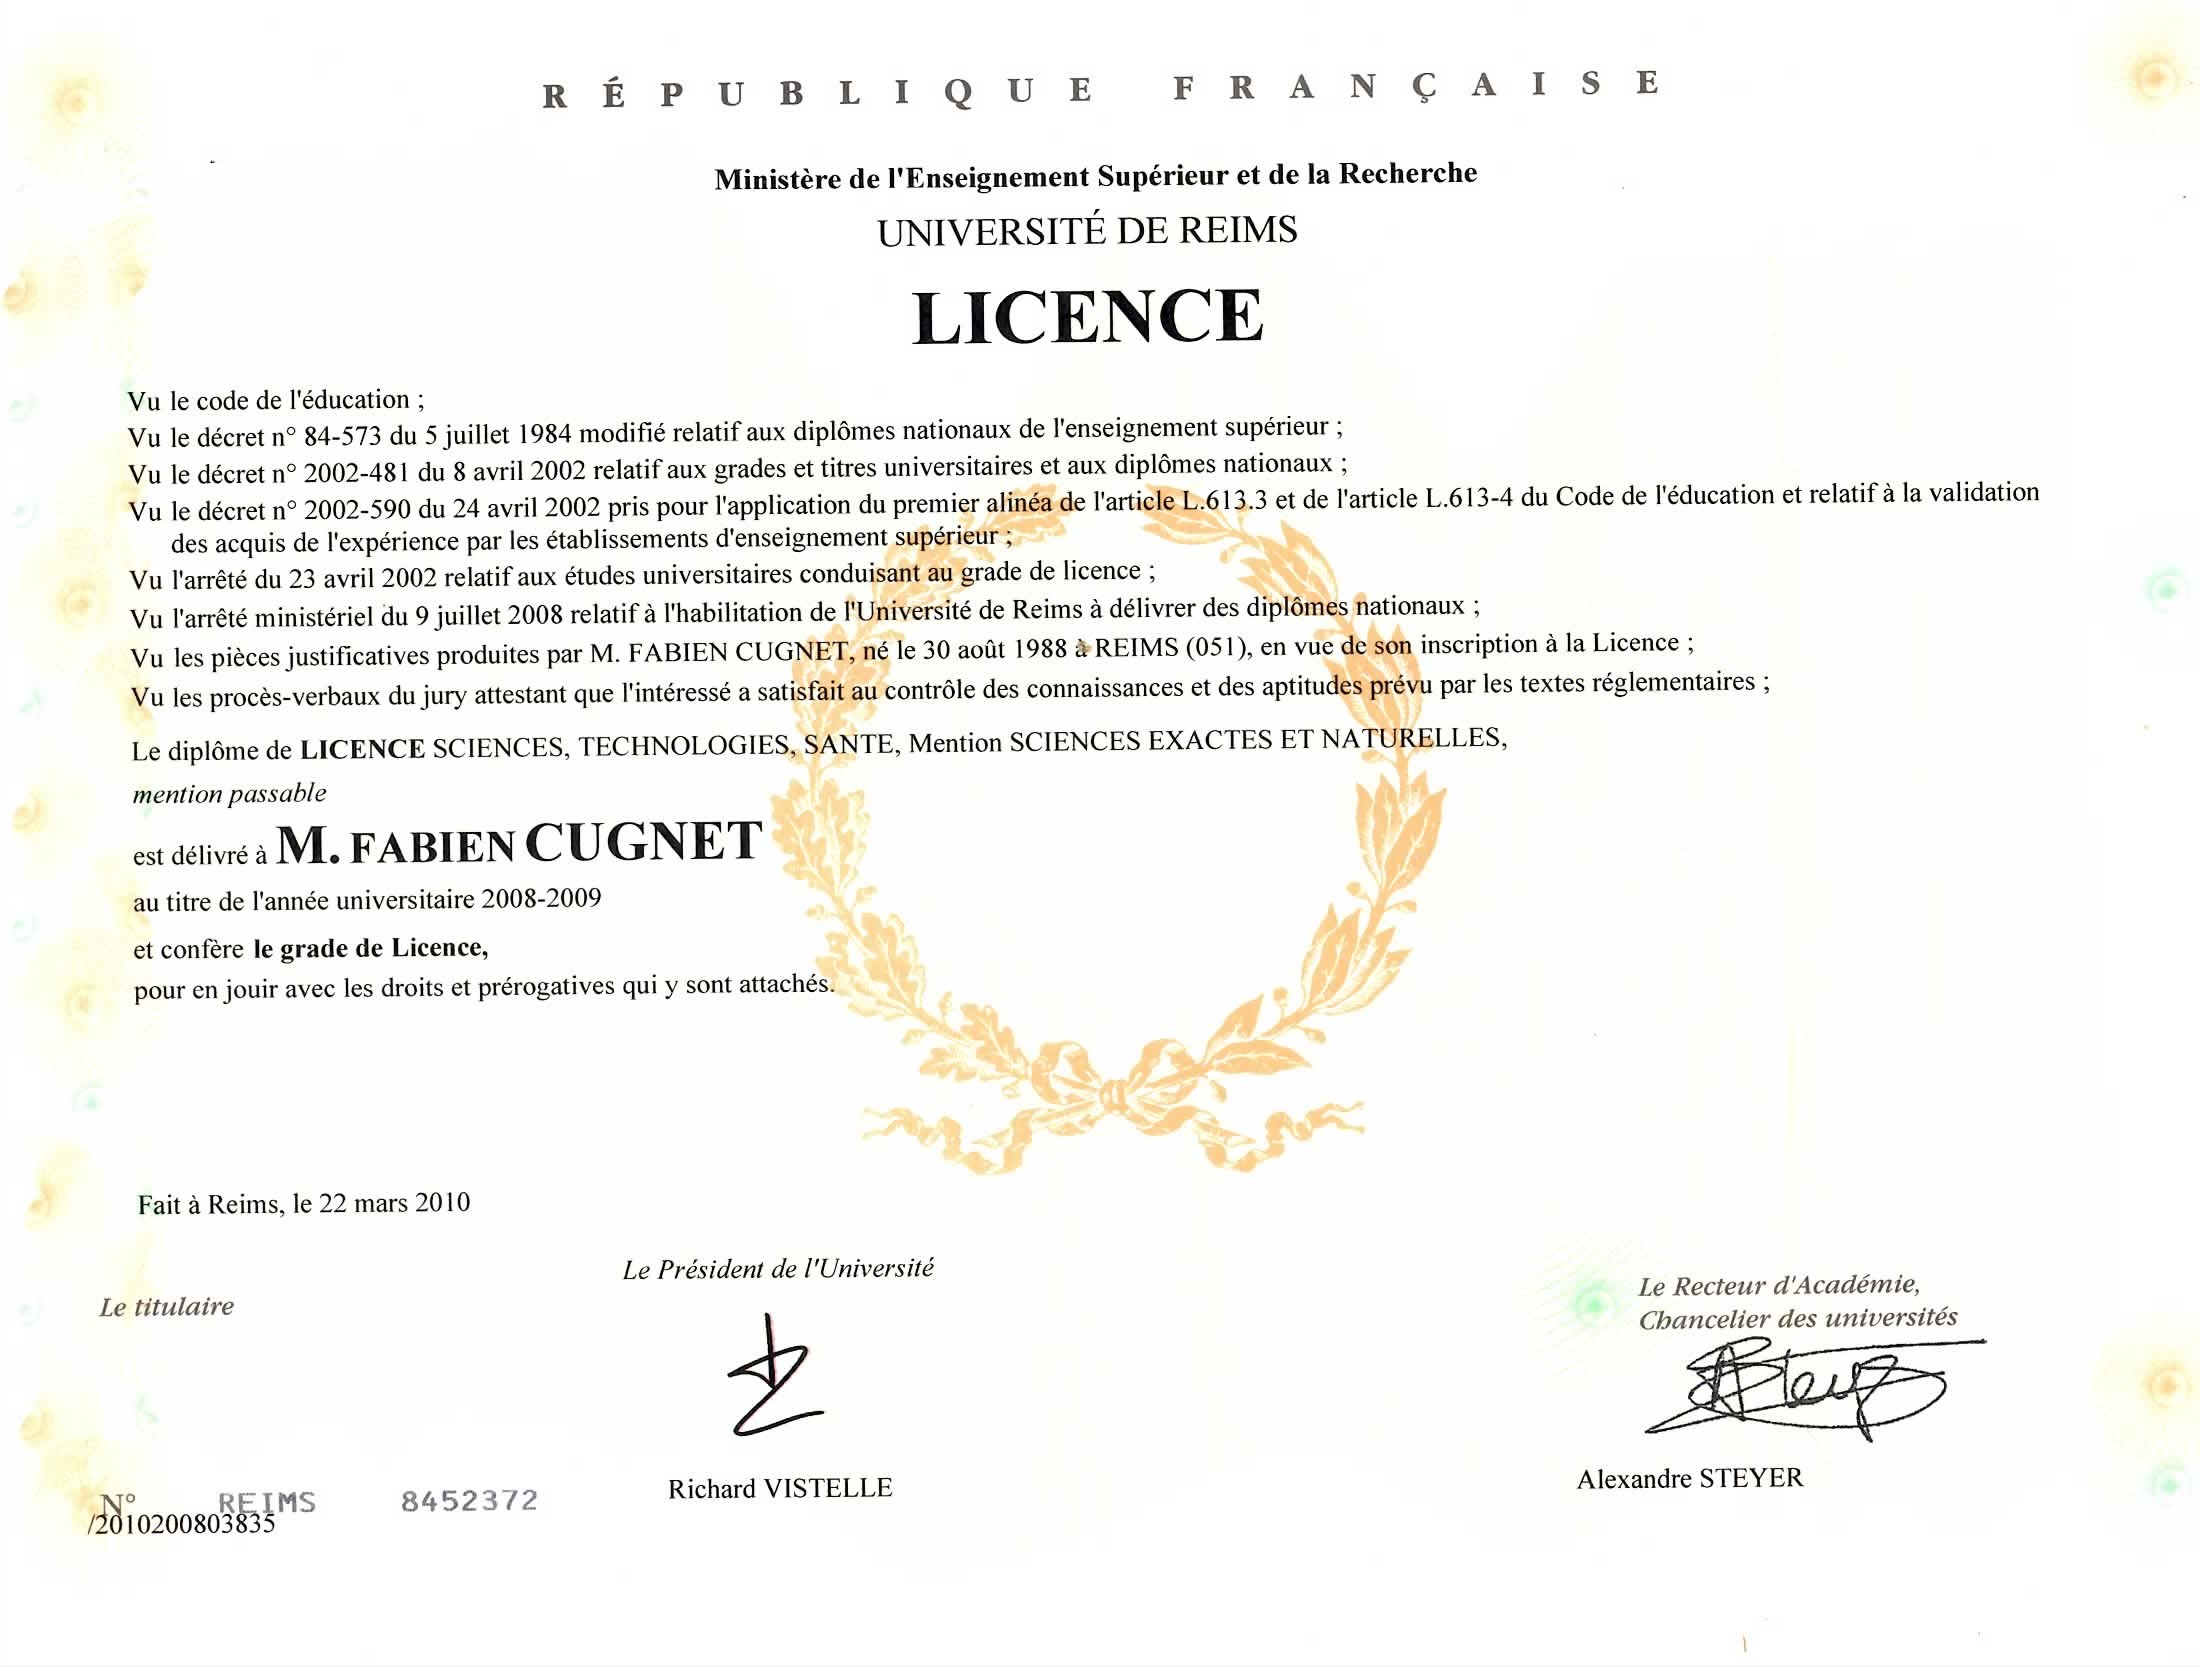 RÉPUBLIQUE FRANÇAISE
Ministère de l'Enseignement Supérieur et de la Recherche
UNIVERSITÉ DE REIMS
LICENCE
Vu le code de l'éducation ;
Vu le décret n° 84-573 du 5 juillet 1984 modifié relatif aux diplômes nationaux de l'enseignement supérieur ;
Vu le décret n° 2002-481 du 8 avril 2002 relatif aux grades et titres universitaires et aux diplômes nationaux ;
Vu le décret n° 2002-590 du 24 avril 2002 pris pour l'application du premier alinéa de l'article L.613.3 et de l'article L.613-4 du Code de l'éducation et relatif à la validation
des acquis de l'expérience par les établissements d'enseignement supérieur ;
Vu l'arrêté du 23 avril 2002 relatif aux études universitaires conduisant au grade de licence ;
Vu l'arrêté ministériel du 9 juillet 2008 relatif à l'habilitation de l'Université de Reims à délivrer des diplômes nationaux ;
Vu les pièces justificatives produites par M. FABIEN CUGNET, né le 30 août 1988 à REIMS (051), en vue de son inscription à la Licence ;
Vu les procès-verbaux du jury attestant que l'intéressé a satisfait au contrôle des connaissances et des aptitudes prévu par les textes réglementaires ;
Le diplôme de LICENCE SCIENCES, TECHNOLOGIES, SANTE, Mention SCIENCES EXACTES ET NATURELLES,
mention passable
est délivré à M. FABIEN CUGNET
au titre de l'année universitaire 2008-2009
et confère le grade de Licence,
pour en jouir avec les droits et prérogatives qui y sont attachés.
Fait à Reims, le 22 mars 2010
Le Président de l'Université
Le titulaire
Le Recteur d'Académie,
Chancelier des universités
Richard VISTELLE
Alexandre STEYER
N° REIMS 8452372
/2010200803835